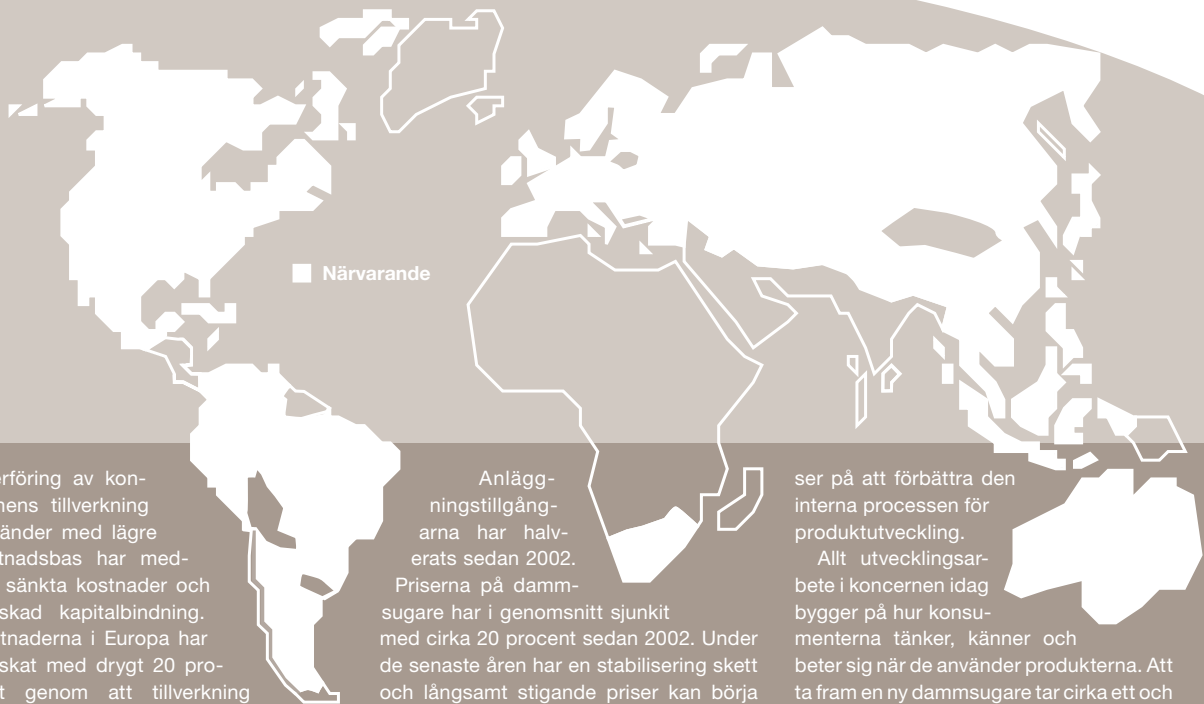 Närvarande
erföring av kon-
nens tillverkning
änder med lägre
tnadsbas har med-
sänkta kostnader och
skad kapitalbindning.
tnaderna i Europa har
skat med drygt 20 pro-
t genom att tillverkning
Anlägg-
ningstillgång-
arna har halv-
erats sedan 2002.
Priserna på damm-
sugare har i genomsnitt sjunkit
med cirka 20 procent sedan 2002. Under
de senaste åren har en stabilisering skett
och långsamt stigande priser kan börja
ser på att förbättra den
interna processen för
produktutveckling.
Allt utvecklingsar-
bete i koncernen idag
bygger på hur konsu-
menterna tänker, känner och
beter sig när de använder produkterna. Att
ta fram en ny dammsugare tar cirka ett och